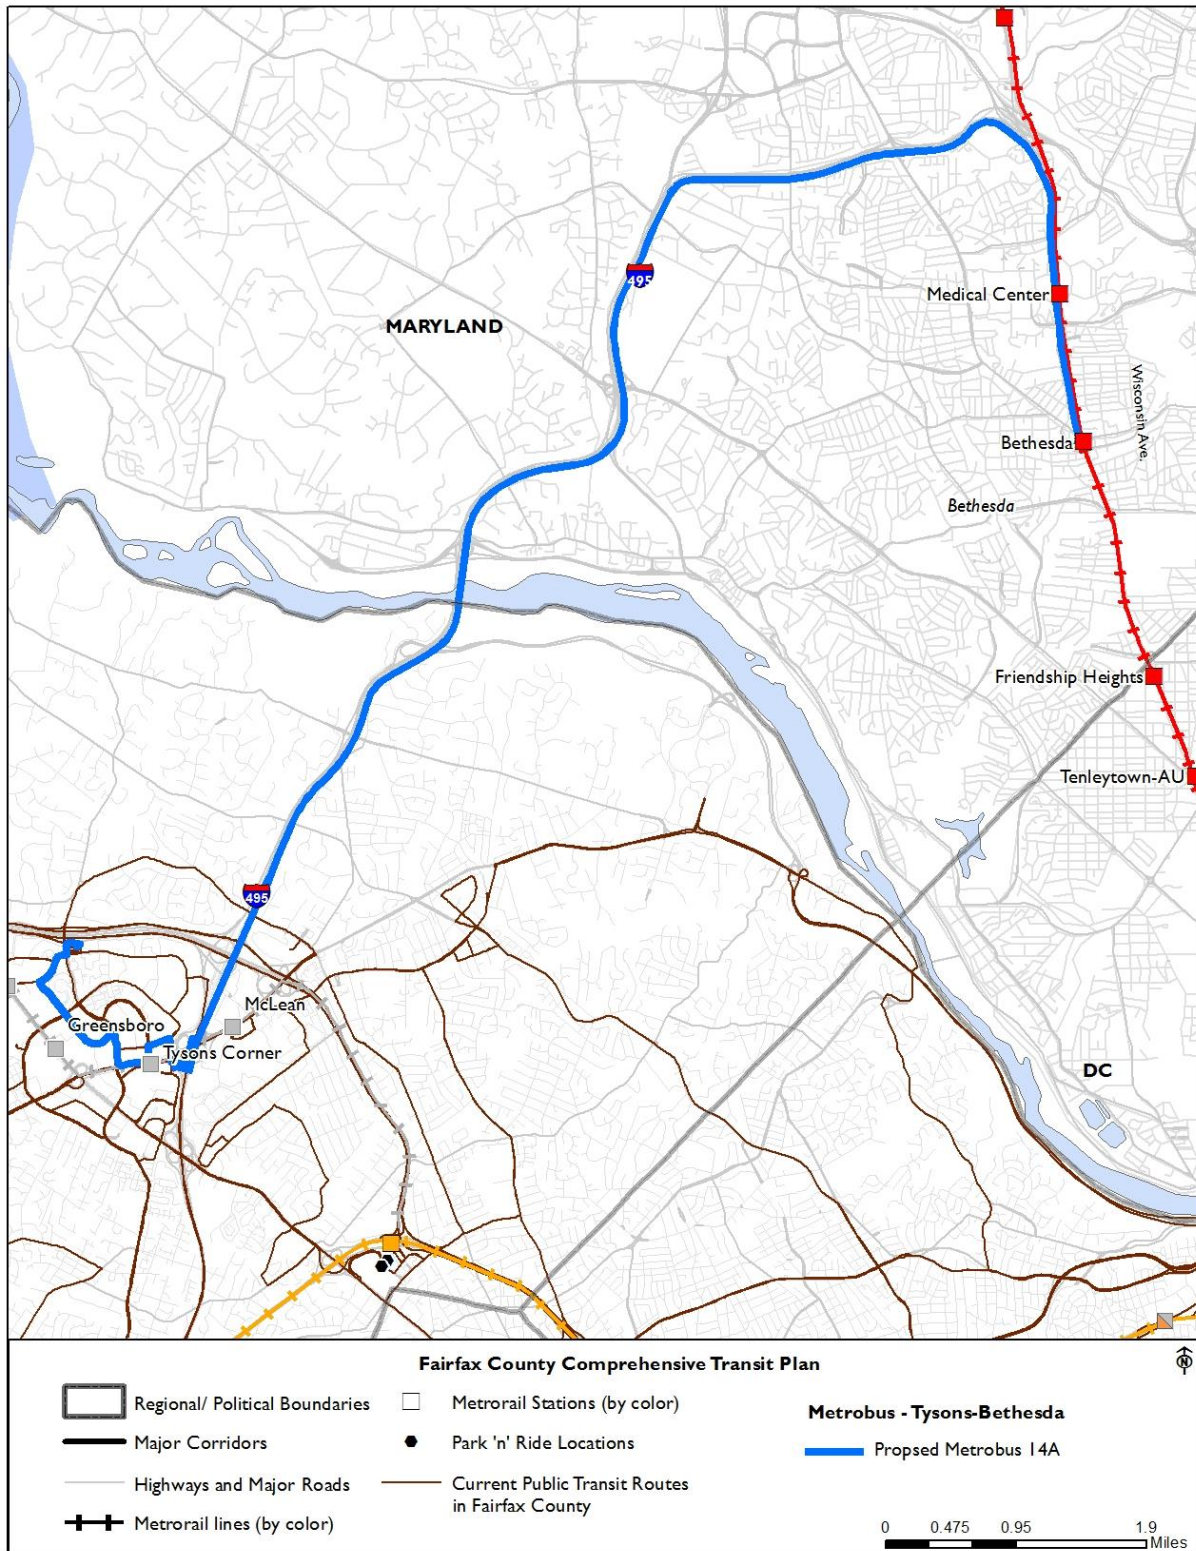 495
MARYLAND
Medical Center
Wisconsin Ave.
Bethesda
Bethesda
Friendship Heights
Tenleytown-AU
495
McLean
Greensboro
Tysons Corner
DC
Fairfax County Comprehensive Transit Plan
N
Regional/ Political Boundaries
Major Corridors
Highways and Major Roads
Metrorail lines (by color)
Metrorail Stations (by color)
Park 'n' Ride Locations
Current Public Transit Routes
in Fairfax County
Metrobus - Tysons-Bethesda
Propsed Metrobus 14A
0 0.475 0.95 1.9
Miles